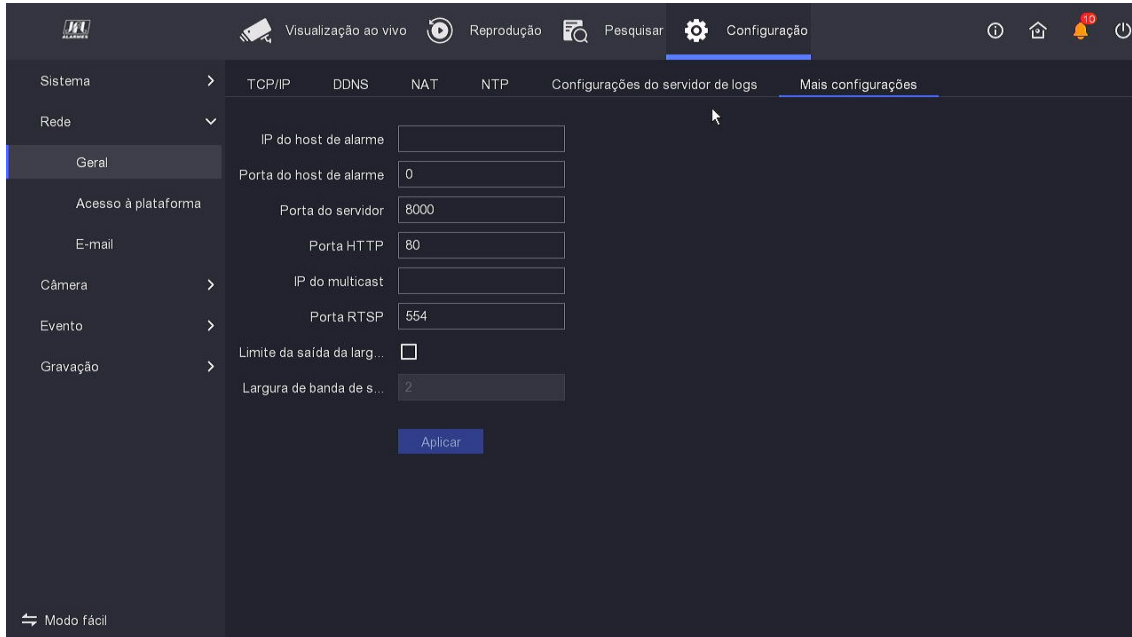 JFL
ALARMES
Visualização ao vivo
Reprodução
Pesquisar
Configuração
10
Sistema
Rede
Geral
Acesso à plataforma
E-mail
Câmera
Evento
Gravação
Modo fácil
TCP/IP
DDNS
NAT
NTP
Configurações do servidor de logs
Mais configurações
IP do host de alarme
Porta do host de alarme 0
Porta do servidor 8000
Porta HTTP 80
IP do multicast
Porta RTSP 554
Limite da saída da larg...
Largura de banda de s... 2
Aplicar